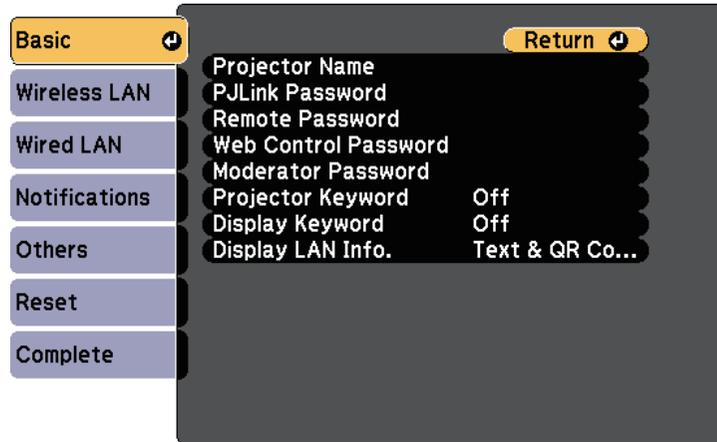 Basic
Wireless LAN
Wired LAN
Notifications
Others
Reset
Complete
Return
Projector Name
PJLink Password
Remote Password
Web Control Password
Moderator Password
Projector Keyword Off
Display Keyword Off
Display LAN Info. Text & QR Co...